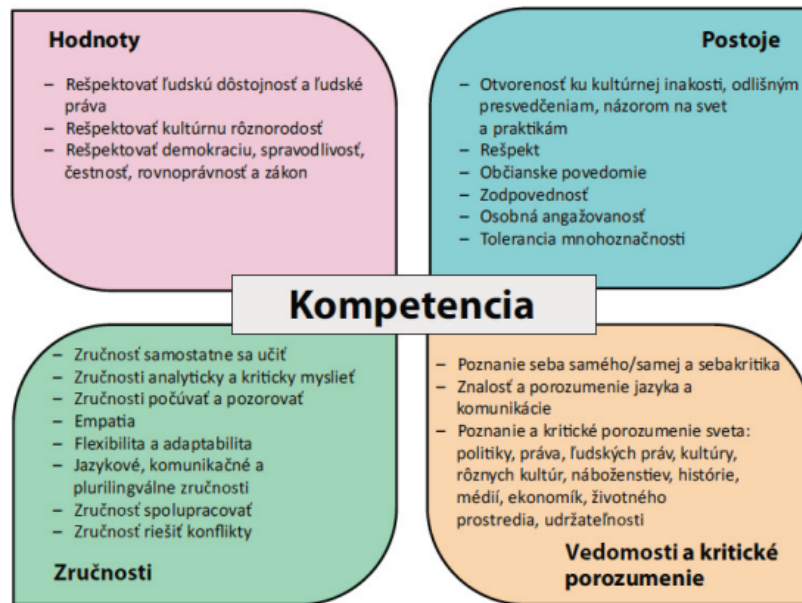 Hodnoty
– Rešpektovať ľudskú dôstojnosť a ľudské
práva
– Rešpektovať kultúrnu rôznorodosť
– Rešpektovať demokraciu, spravodlivosť,
čestnosť, rovnoprávnosť a zákon
Postoje
– Otvorenosť ku kultúrnej inakosti, odlišným
presvedčeniam, názorom na svet
a praktikám
– Rešpekt
– Občianske povedomie
– Zodpovednosť
– Osobná angažovanosť
– Tolerancia mnohoznačnosti
Kompetencia
– Zručnosť samostatne sa učiť
– Zručnosti analyticky a kriticky myslieť
– Zručnosti počúvať a pozorovať
– Empatia
– Flexibilita a adaptabilita
– Jazykové, komunikačné a
plurilingválne zručnosti
– Zručnosť spolupracovať
– Zručnosť riešiť konflikty
Zručnosti
– Poznanie seba samého/samej a sebakritika
– Znalosť a porozumenie jazyka a
komunikácie
– Poznanie a kritické porozumenie sveta:
politiky, práva, ľudských práv, kultúry,
rôznych kultúr, náboženstiev, histórie,
médií, ekonomík, životného
prostredia, udržateľnosti
Vedomosti a kritické
porozumenie